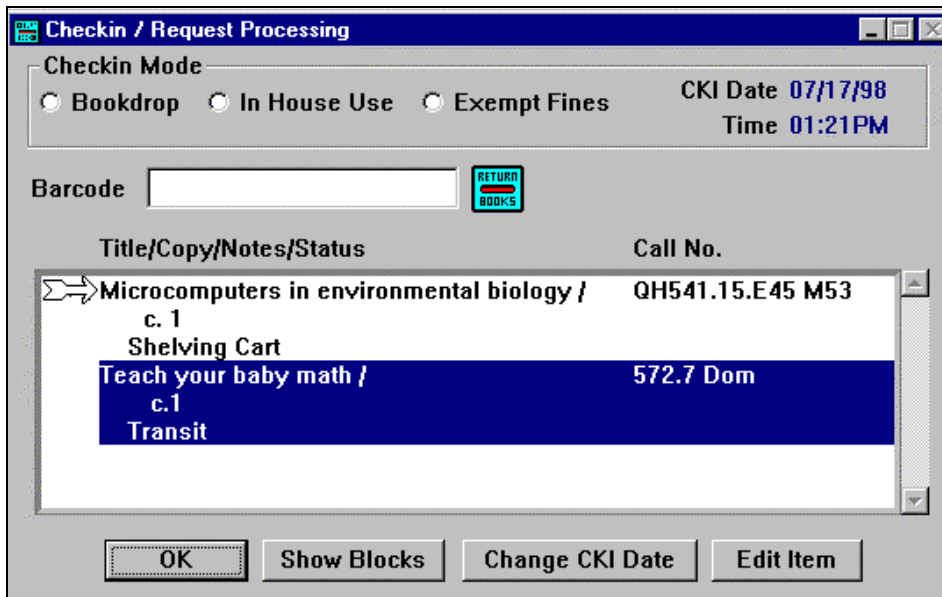 Checkin / Request Processing
Checkin Mode
Bookdrop In House Use Exempt Fines CKI Date 07/17/98
Time 01:21PM
Barcode RETURN BOOKS
Title/Copy/Notes/Status Call No.
Microcomputers in environmental biology / QH541.15.E45 M53
c. 1
Shelving Cart
Teach your baby math / 572.7 Dom
c.1
Transit
OK Show Blocks Change CKI Date Edit Item